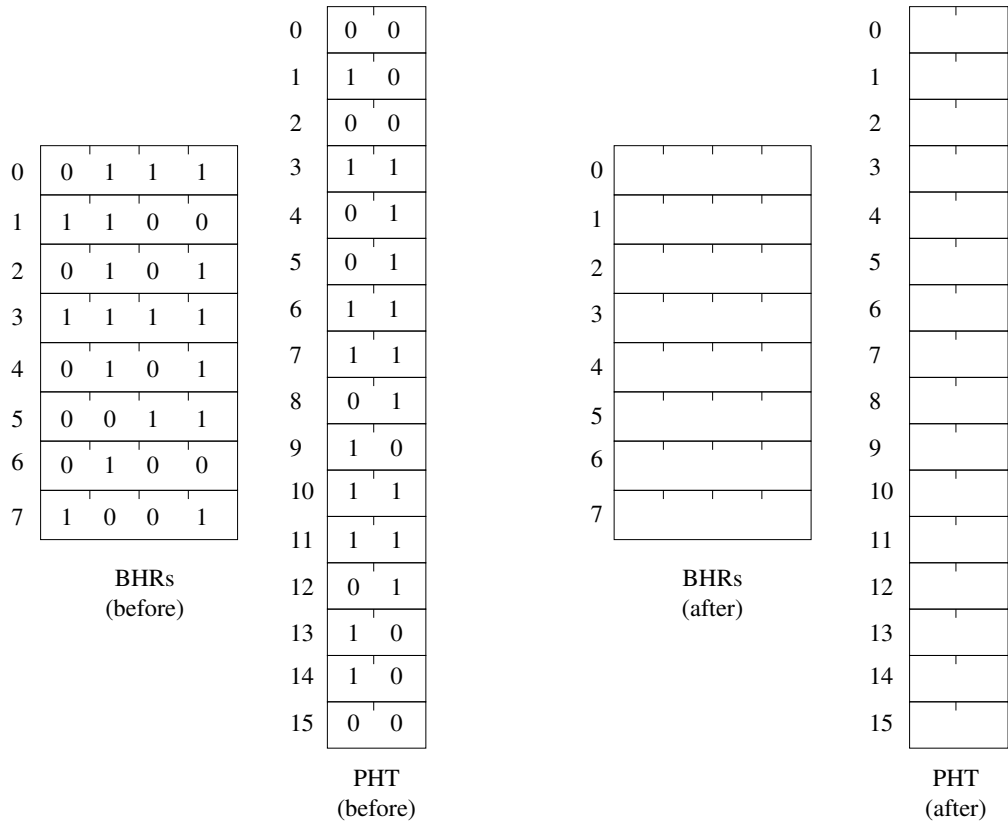 0 0 1 1 1
1 1 1 0 0
2 0 1 0 1
3 1 1 1 1
4 0 1 0 1
5 0 0 1 1
6 0 1 0 0
7 1 0 0 1
BHRs
(before)
0 0 0
1 1 0
2 0 0
3 1 1
4 0 1
5 0 1
6 1 1
7 1 1
8 0 1
9 1 0
10 1 1
11 1 1
12 0 1
13 1 0
14 1 0
15 0 0
PHT
(before)
0
1
2
3
4
5
6
7
BHRs
(after)
0
1
2
3
4
5
6
7
8
9
10
11
12
13
14
15
PHT
(after)